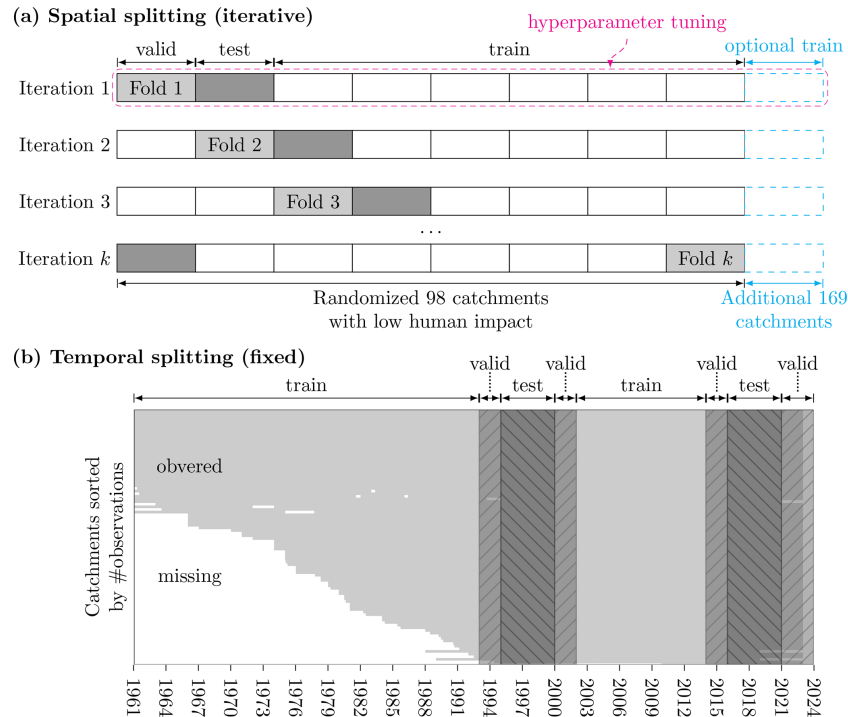 (a) Spatial splitting (iterative)
hyperparameter tuning
valid test train optional train
Iteration 1 Fold 1
Iteration 2 Fold 2
Iteration 3 Fold 3
...
Iteration k Fold k
Randomized 98 catchments
with low human impact
Additional 169
catchments
(b) Temporal splitting (fixed)
valid valid valid valid
train test train test
obvered
missing
Catchments sorted
by #observations
1961 1964 1967 1970 1973 1976 1979 1982 1985 1988 1991 1994 1997 2000 2003 2006 2009 2012 2015 2018 2021 2024